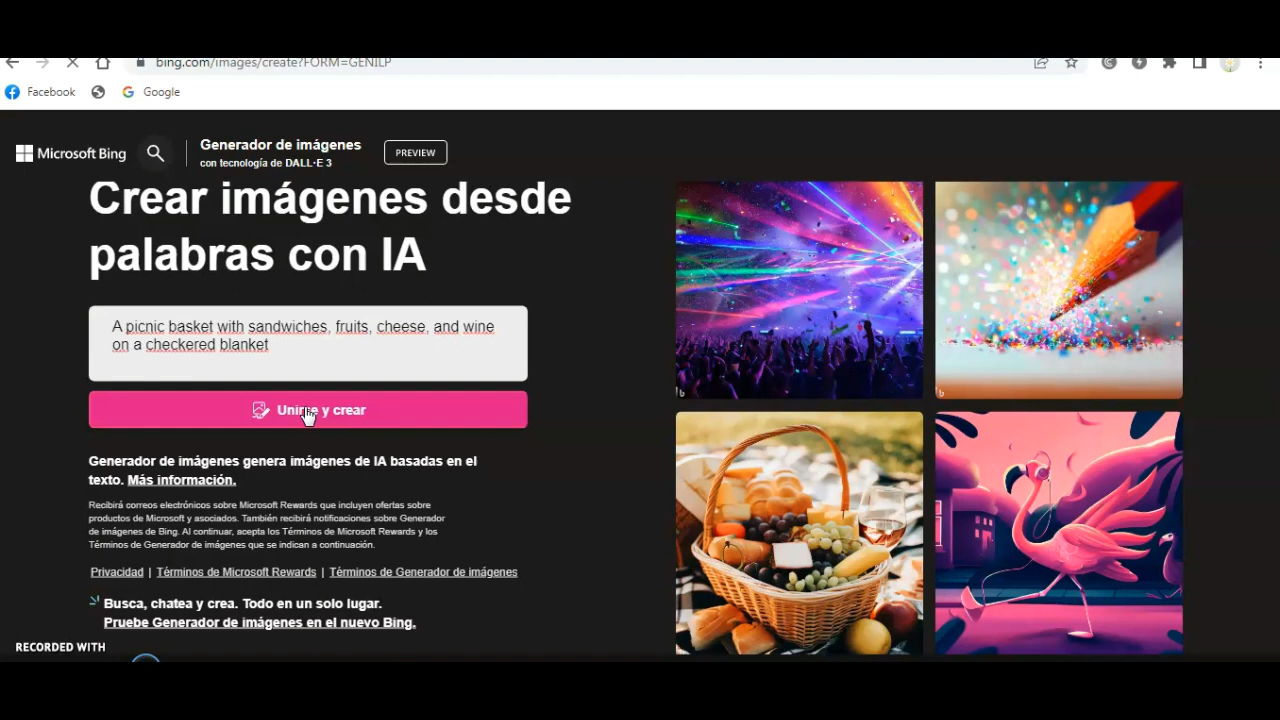 bing.com/images/create?FORM=GENILP
Facebook
Google
Microsoft Bing
Generador de imágenes
con tecnología de DALL·E 3
PREVIEW
Crear imágenes desde
palabras con IA
A picnic basket with sandwiches, fruits, cheese, and wine
on a checkered blanket
Unirse y crear
Generador de imágenes genera imágenes de IA basadas en el
texto. Más información.
Recibirá correos electrónicos sobre Microsoft Rewards que incluyen ofertas sobre
productos de Microsoft y asociados. También recibirá notificaciones sobre Generador
de imágenes de Bing. Al continuar, acepta los Términos de Microsoft Rewards y los
Términos de Generador de imágenes que se indican a continuación.
Privacidad | Términos de Microsoft Rewards | Términos de Generador de imágenes
Busca, chatea y crea. Todo en un solo lugar.
Pruebe Generador de imágenes en el nuevo Bing.
RECORDED WITH